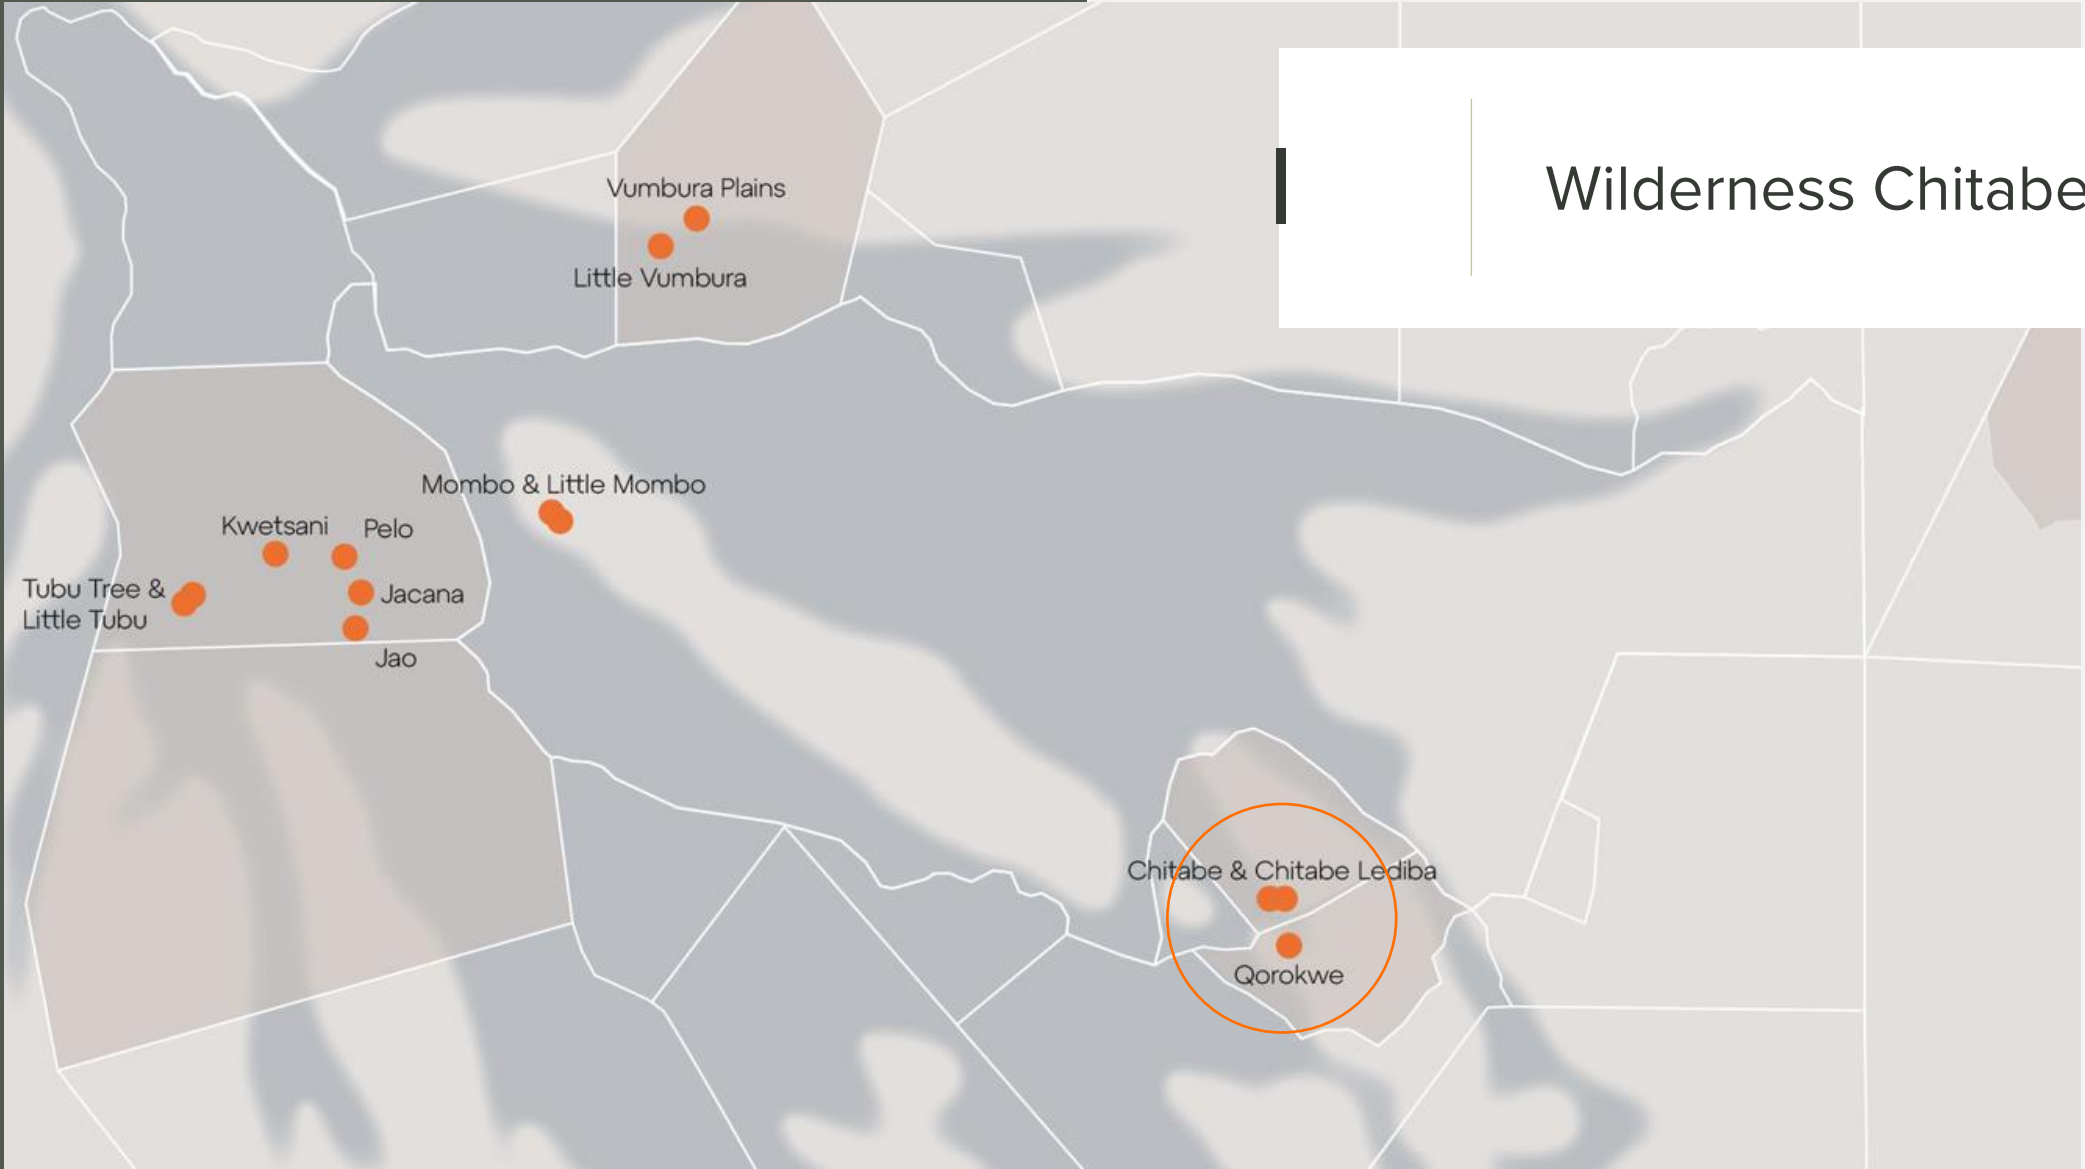 Wilderness Chitabe
Vumbura Plains
Little Vumbura
Mombo & Little Mombo
Kwetsani
Pelo
Tubu Tree &
Little Tubu
Jacana
Jao
Chitabe & Chitabe Lediba
Qorokwe